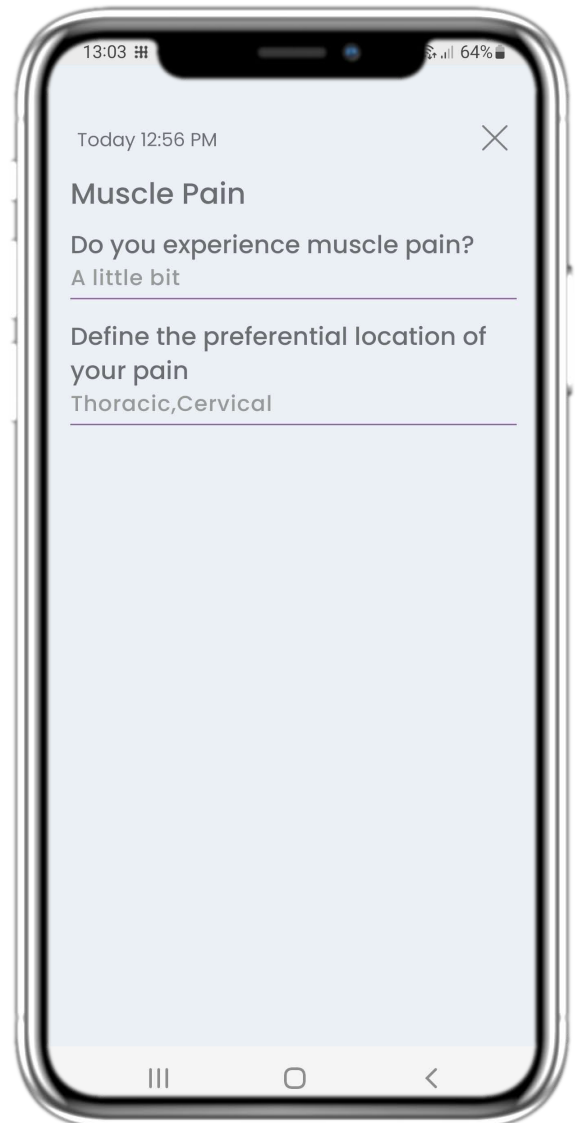 13:03 64%
Today 12:56 PM
Muscle Pain
Do you experience muscle pain?
A little bit
Define the preferential location of
your pain
Thoracic,Cervical